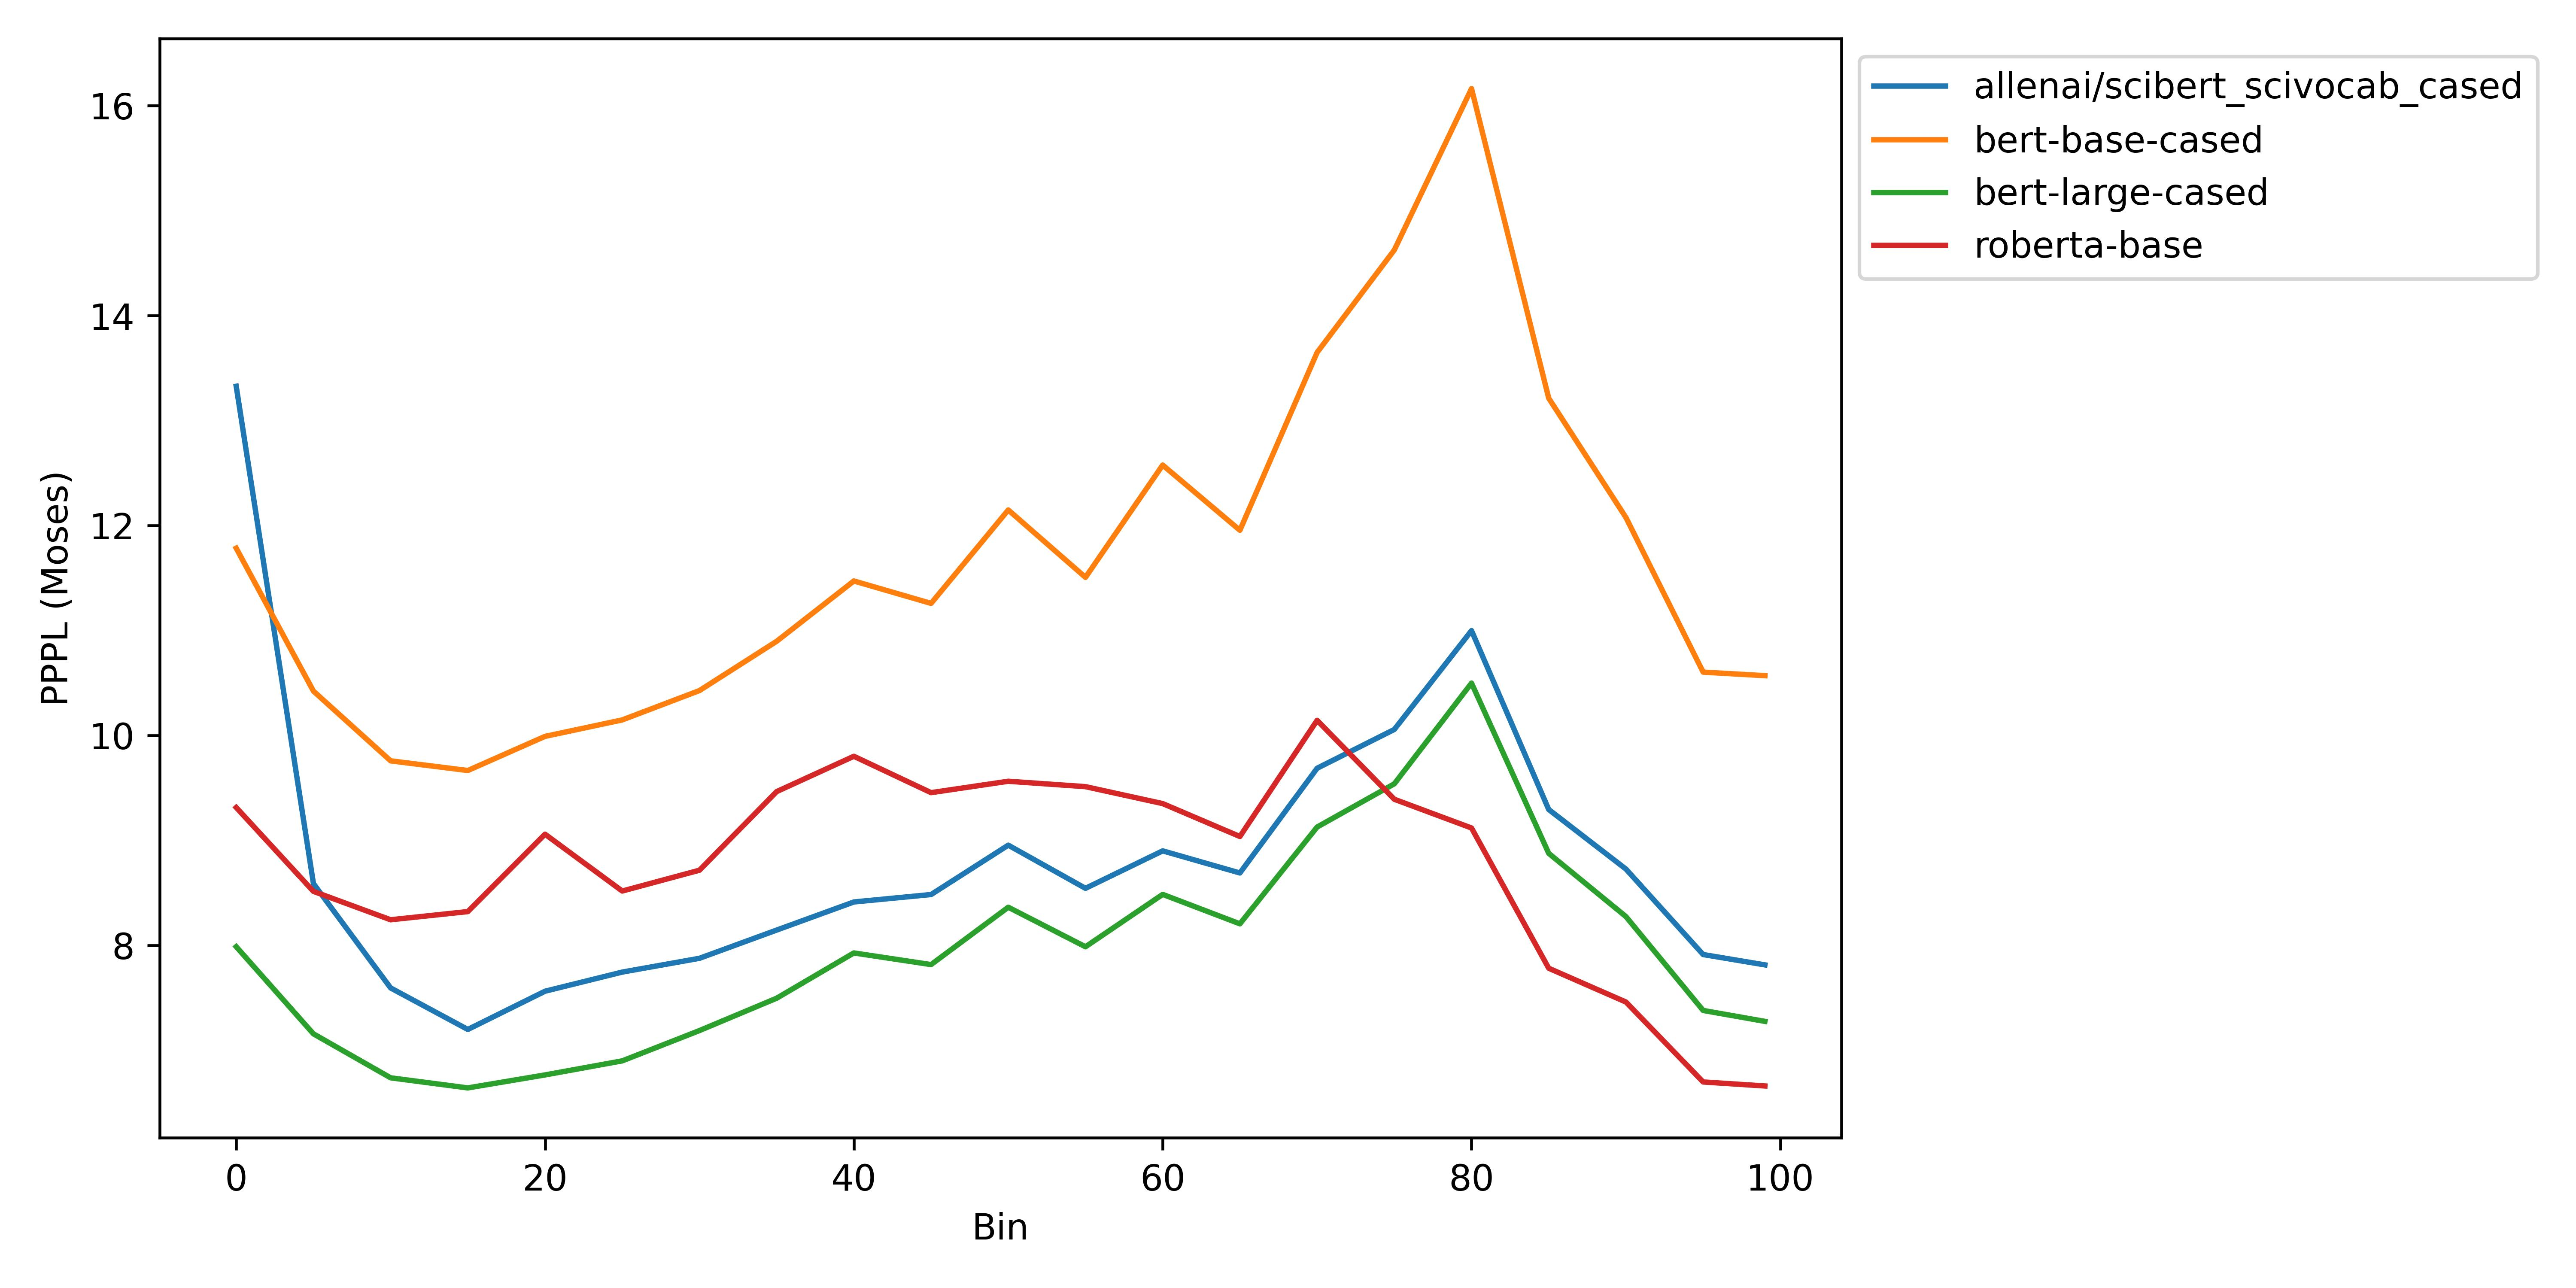 16
14
12
10
8
PPPL (Moses)
0 20 40 60 80 100
Bin
allenai/scibert_scivocab_cased
bert-base-cased
bert-large-cased
roberta-base